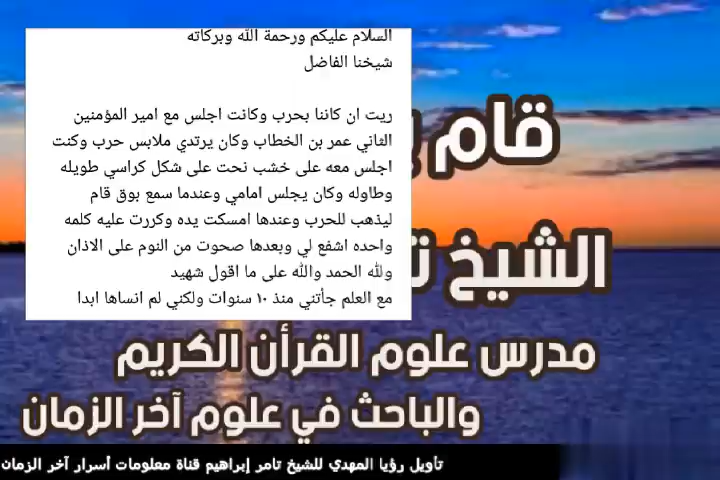 السلام عليكم ورحمة الله وبركاته
شيخنا الفاضل
ريت ان كاننا بحرب وكانت اجلس مع امير المؤمنين
الثاني عمر بن الخطاب وكان يرتدي ملابس حرب وكنت
اجلس معه على خشب نحت على شكل كراسي طويله
وطاوله وكان يجلس امامي وعندما سمع بوق قام
ليذهب للحرب وعندها امسكت يده وكررت عليه كلمه
واحده اشفع لي وبعدها صحوت من النوم على الاذان
ولله الحمد والله على ما اقول شهيد
مع العلم جأتني منذ ١٠ سنوات ولكني لم انساها ابدا
قام
الشيخ
مدرس علوم القرأن الكريم
والباحث في علوم آخر الزمان
تأويل رؤيا المهدي للشيخ تامر إبراهيم قناة معلومات أسرار آخر الزمان